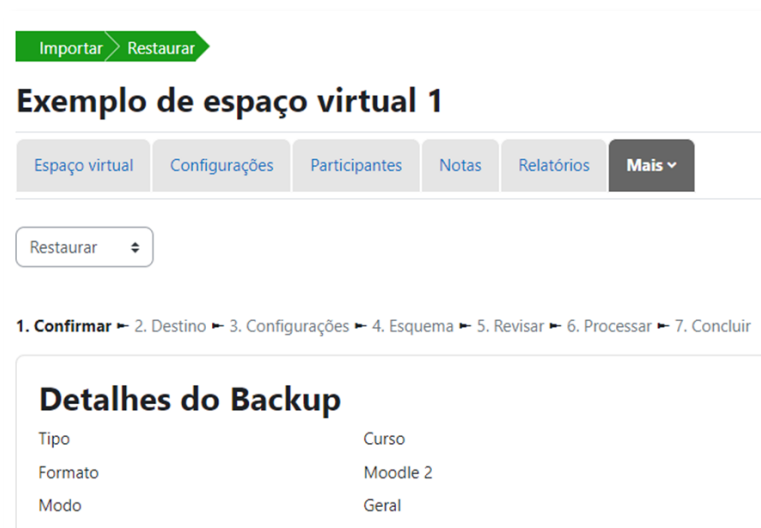 Importar Restaurar
Exemplo de espaço virtual 1
Espaço virtual Configurações Participantes Notas Relatórios Mais
Restaurar
1. Confirmar ► 2. Destino ► 3. Configurações ► 4. Esquema ► 5. Revisar ► 6. Processar ► 7. Concluir
Detalhes do Backup
Tipo Curso
Formato Moodle 2
Modo Geral